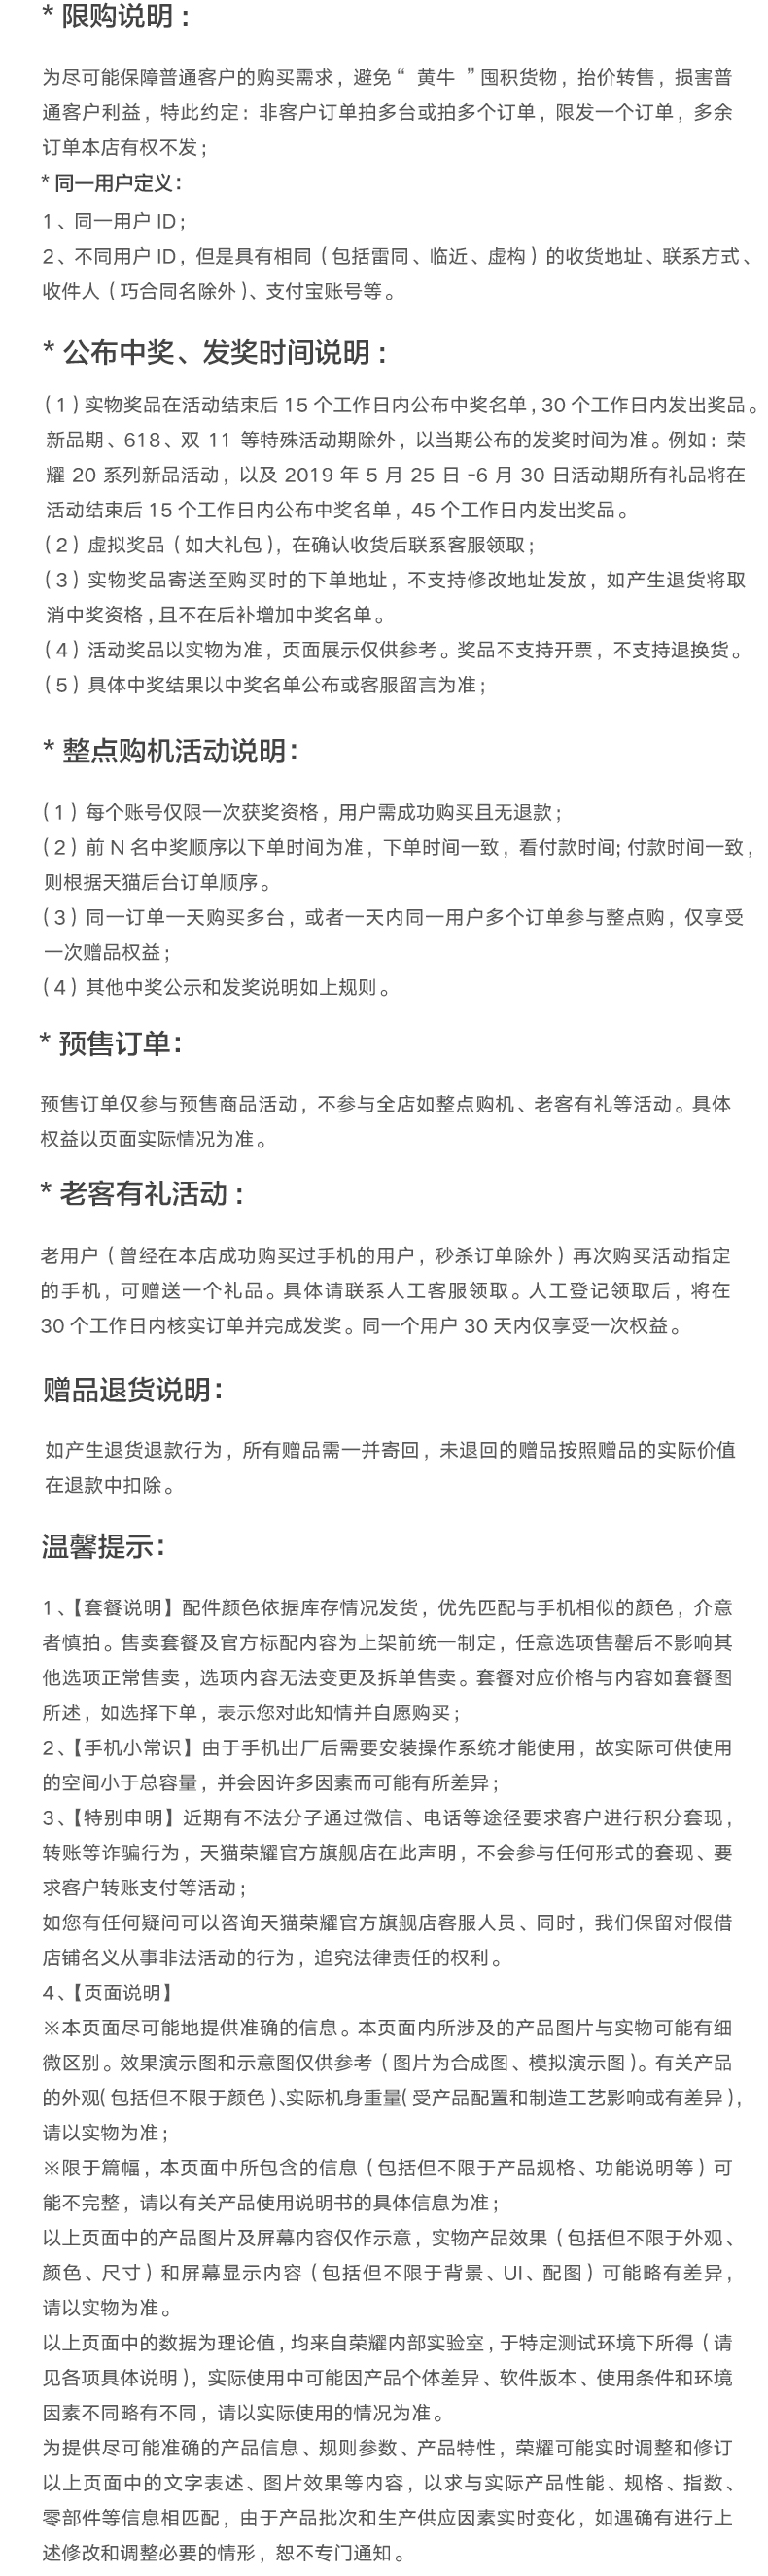 * 限购说明：
为尽可能保障普通客户的购买需求，避免“ 黄牛 ”囤积货物，抬价转售，损害普
通客户利益，特此约定：非客户订单拍多台或拍多个订单，限发一个订单，多余
订单本店有权不发；
* 同一用户定义：
1、同一用户 ID；
2、不同用户 ID，但是具有相同（包括雷同、临近、虚构）的收货地址、联系方式、
收件人（巧合同名除外）、支付宝账号等。
* 公布中奖、发奖时间说明：
（1）实物奖品在活动结束后 15 个工作日内公布中奖名单，30 个工作日内发出奖品。
新品期、618、双 11 等特殊活动期除外，以当期公布的发奖时间为准。例如：荣
耀 20 系列新品活动，以及 2019 年 5 月 25 日 -6 月 30 日活动期所有礼品将在
活动结束后 15 个工作日内公布中奖名单，45 个工作日内发出奖品。
（2）虚拟奖品（如大礼包），在确认收货后联系客服领取；
（3）实物奖品寄送至购买时的下单地址，不支持修改地址发放，如产生退货将取
消中奖资格，且不在后补增加中奖名单。
（4）活动奖品以实物为准，页面展示仅供参考。奖品不支持开票，不支持退换货。
（5）具体中奖结果以中奖名单公布或客服留言为准；
* 整点购机活动说明：
（1）每个账号仅限一次获奖资格，用户需成功购买且无退款；
（2）前 N 名中奖顺序以下单时间为准，下单时间一致，看付款时间; 付款时间一致，
则根据天猫后台订单顺序。
（3）同一订单一天购买多台，或者一天内同一用户多个订单参与整点购，仅享受
一次赠品权益；
（4）其他中奖公示和发奖说明如上规则。
* 预售订单：
预售订单仅参与预售商品活动，不参与全店如整点购机、老客有礼等活动。具体
权益以页面实际情况为准。
* 老客有礼活动：
老用户（曾经在本店成功购买过手机的用户，秒杀订单除外）再次购买活动指定
的手机，可赠送一个礼品。具体请联系人工客服领取。人工登记领取后，将在
30 个工作日内核实订单并完成发奖。同一个用户 30 天内仅享受一次权益。
赠品退货说明：
如产生退货退款行为，所有赠品需一并寄回，未退回的赠品按照赠品的实际价值
在退款中扣除。
温馨提示：
1、【套餐说明】配件颜色依据库存情况发货，优先匹配与手机相似的颜色，介意
者慎拍。售卖套餐及官方标配内容为上架前统一制定，任意选项售罄后不影响其
他选项正常售卖，选项内容无法变更及拆单售卖。套餐对应价格与内容如套餐图
所述，如选择下单，表示您对此知情并自愿购买；
2、【手机小常识】由于手机出厂后需要安装操作系统才能使用，故实际可供使用
的空间小于总容量，并会因许多因素而可能有所差异；
3、【特别申明】近期有不法分子通过微信、电话等途径要求客户进行积分套现，
转账等诈骗行为，天猫荣耀官方旗舰店在此声明，不会参与任何形式的套现、要
求客户转账支付等活动；
如您有任何疑问可以咨询天猫荣耀官方旗舰店客服人员、同时，我们保留对假借
店铺名义从事非法活动的行为，追究法律责任的权利。
4、【页面说明】
※本页面尽可能地提供准确的信息。本页面内所涉及的产品图片与实物可能有细
微区别。效果演示图和示意图仅供参考（图片为合成图、模拟演示图）。有关产品
的外观（包括但不限于颜色）、实际机身重量（受产品配置和制造工艺影响或有差异），
请以实物为准；
※限于篇幅，本页面中所包含的信息（包括但不限于产品规格、功能说明等）可
能不完整，请以有关产品使用说明书的具体信息为准；
以上页面中的产品图片及屏幕内容仅作示意，实物产品效果（包括但不限于外观、
颜色、尺寸）和屏幕显示内容（包括但不限于背景、UI、配图）可能略有差异，
请以实物为准。
以上页面中的数据为理论值，均来自荣耀内部实验室，于特定测试环境下所得（请
见各项具体说明），实际使用中可能因产品个体差异、软件版本、使用条件和环境
因素不同略有不同，请以实际使用的情况为准。
为提供尽可能准确的产品信息、规则参数、产品特性，荣耀可能实时调整和修订
以上页面中的文字表述、图片效果等内容，以求与实际产品性能、规格、指数、
零部件等信息相匹配，由于产品批次和生产供应因素实时变化，如遇确有进行上
述修改和调整必要的情形，恕不专门通知。